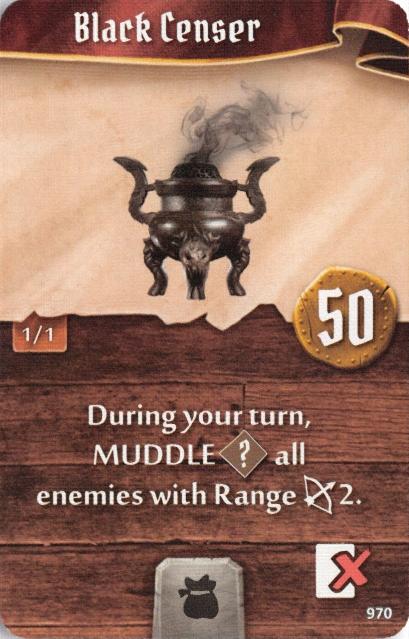 Black Censer
1/1
50
During your turn,
MUDDLE ? all
enemies with Range 2.
970